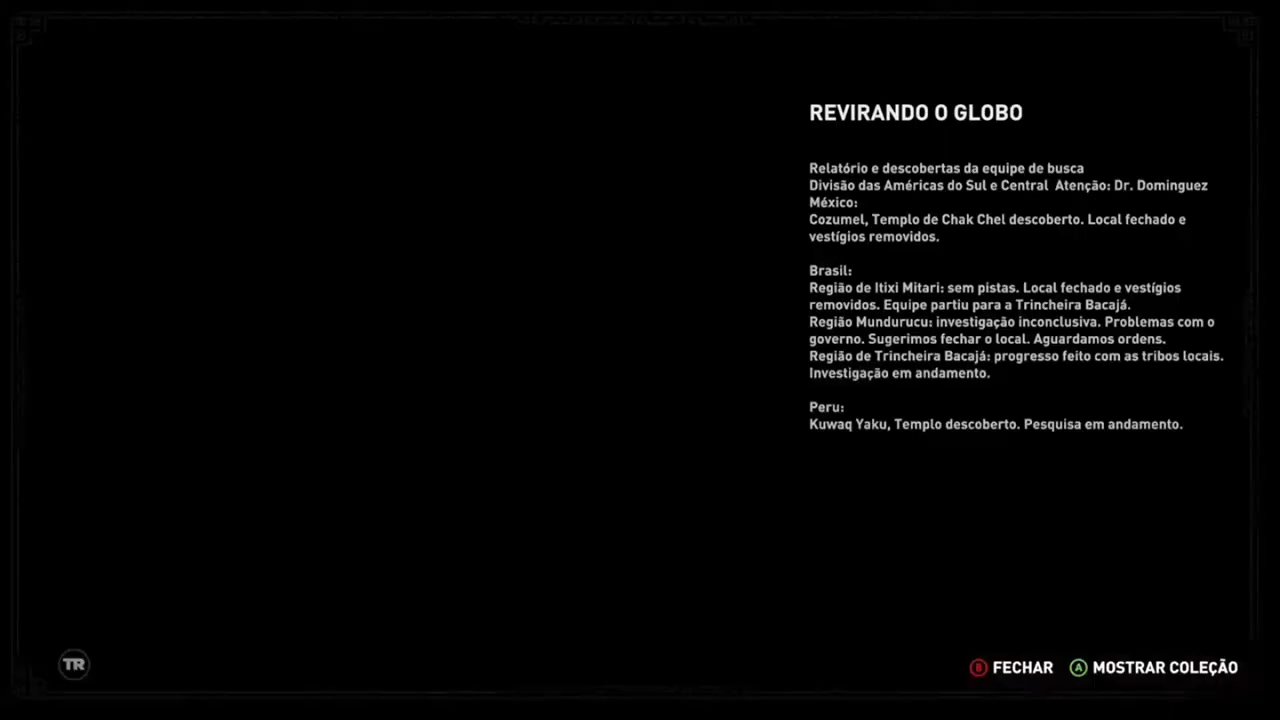 REVIRANDO O GLOBO
Relatório e descobertas da equipe de busca
Divisão das Américas do Sul e Central  Atenção: Dr. Dominguez
México:
Cozumel, Templo de Chak Chel descoberto. Local fechado e
vestígios removidos.
Brasil:
Região de Itixi Mitari: sem pistas. Local fechado e vestígios
removidos. Equipe partiu para a Trincheira Bacajá.
Região Mundurucu: investigação inconclusiva. Problemas com o
governo. Sugerimos fechar o local. Aguardamos ordens.
Região de Trincheira Bacajá: progresso feito com as tribos locais.
Investigação em andamento.
Peru:
Kuwaq Yaku, Templo descoberto. Pesquisa em andamento.
TR
B FECHAR A MOSTRAR COLEÇÃO